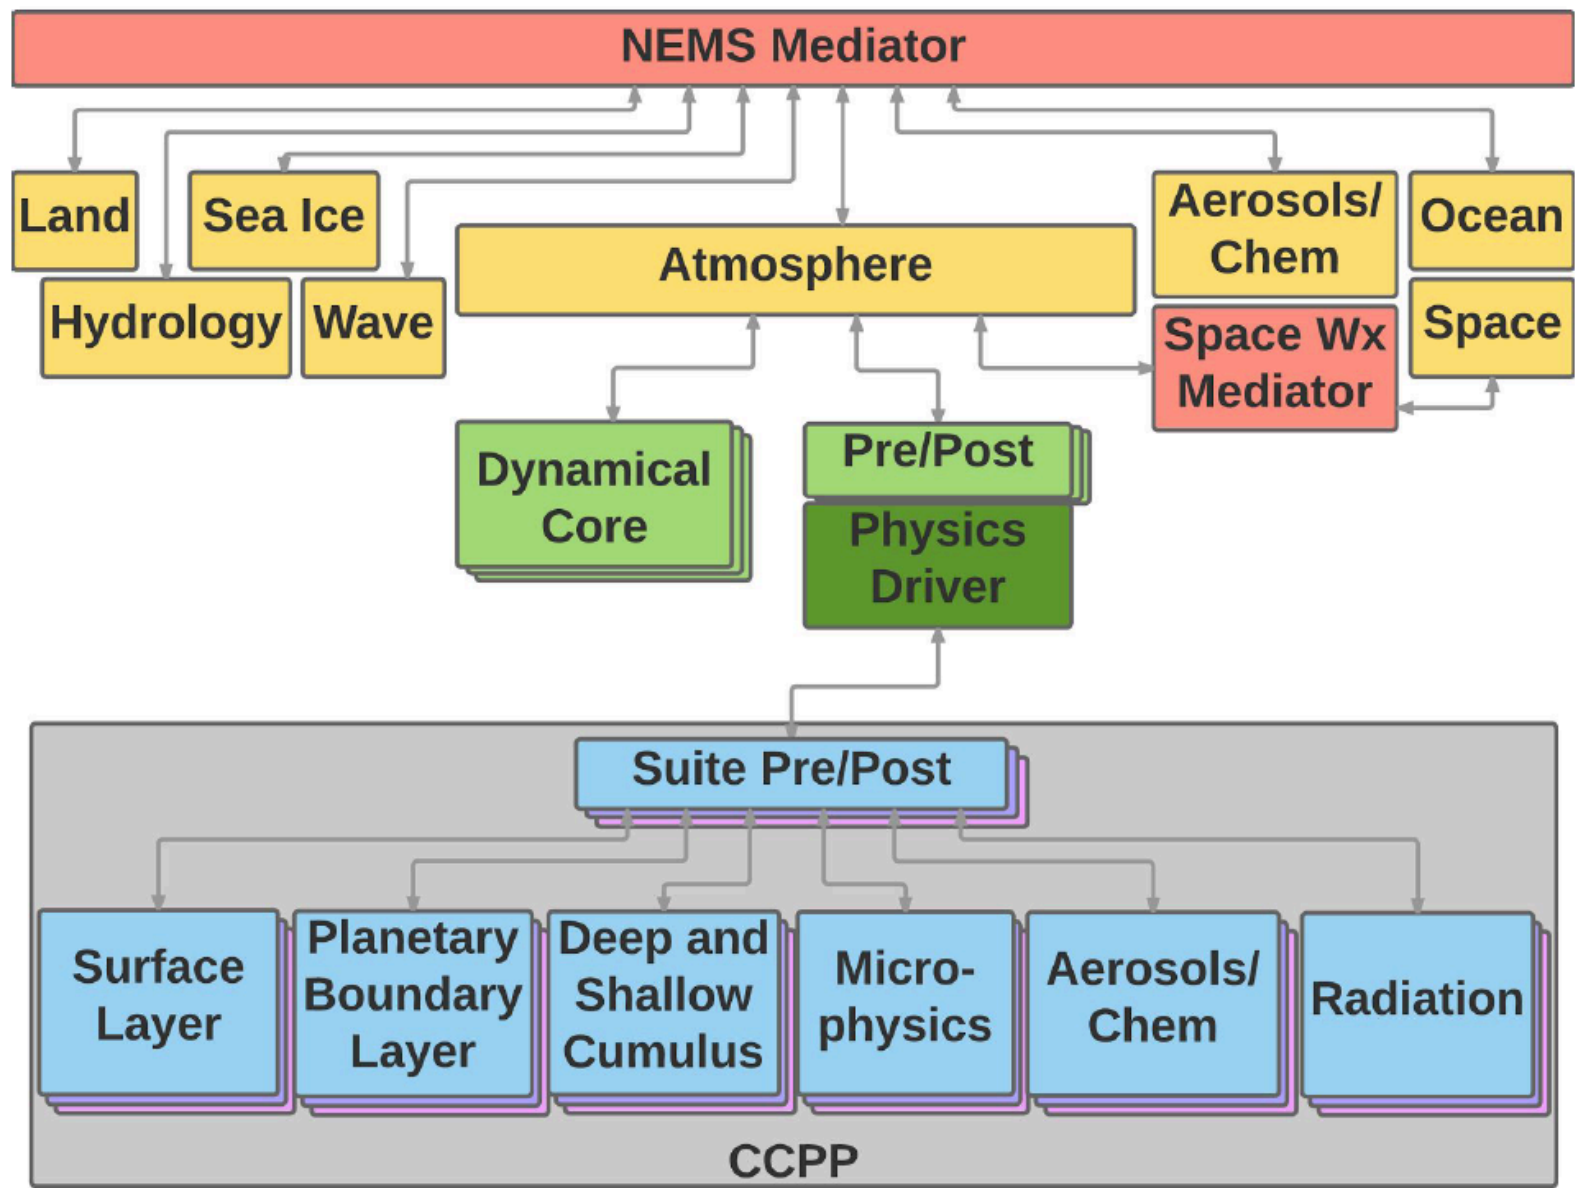 NEMS Mediator
Land
Sea Ice
Hydrology
Wave
Atmosphere
Aerosols/
Chem
Ocean
Space Wx
Mediator
Space
Dynamical
Core
Pre/Post
Physics
Driver
Suite Pre/Post
Surface
Layer
Planetary
Boundary
Layer
Deep and
Shallow
Cumulus
Micro-
physics
Aerosols/
Chem
Radiation
CCPP